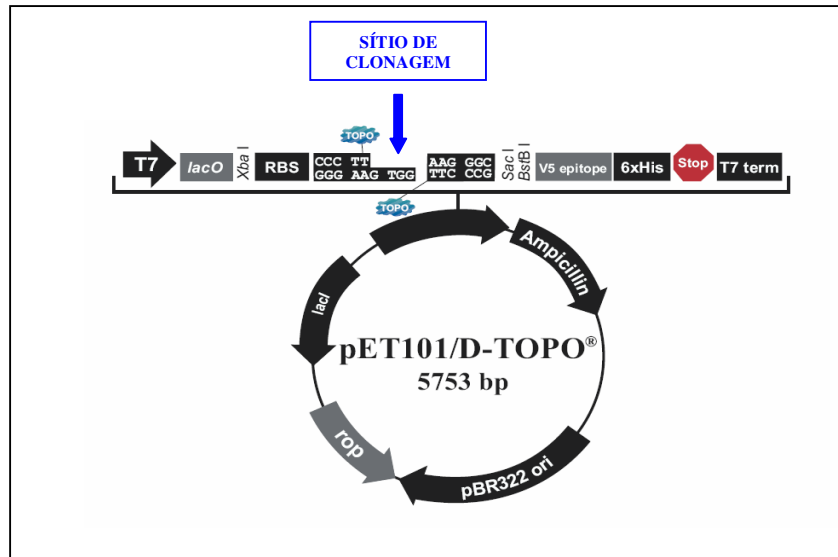 SÍTIO DE
CLONAGEM
TOPO
T7
lacO
Xba I
RBS
CCC TT
GGG AAG TGG
AAG GGC
TTC CCG
Sac I
BstB I
V5 epitope
6xHis
Stop
T7 term
TOPO
Ampicillin
lacI
pET101/D-TOPO®
5753 bp
rop
pBR322 ori